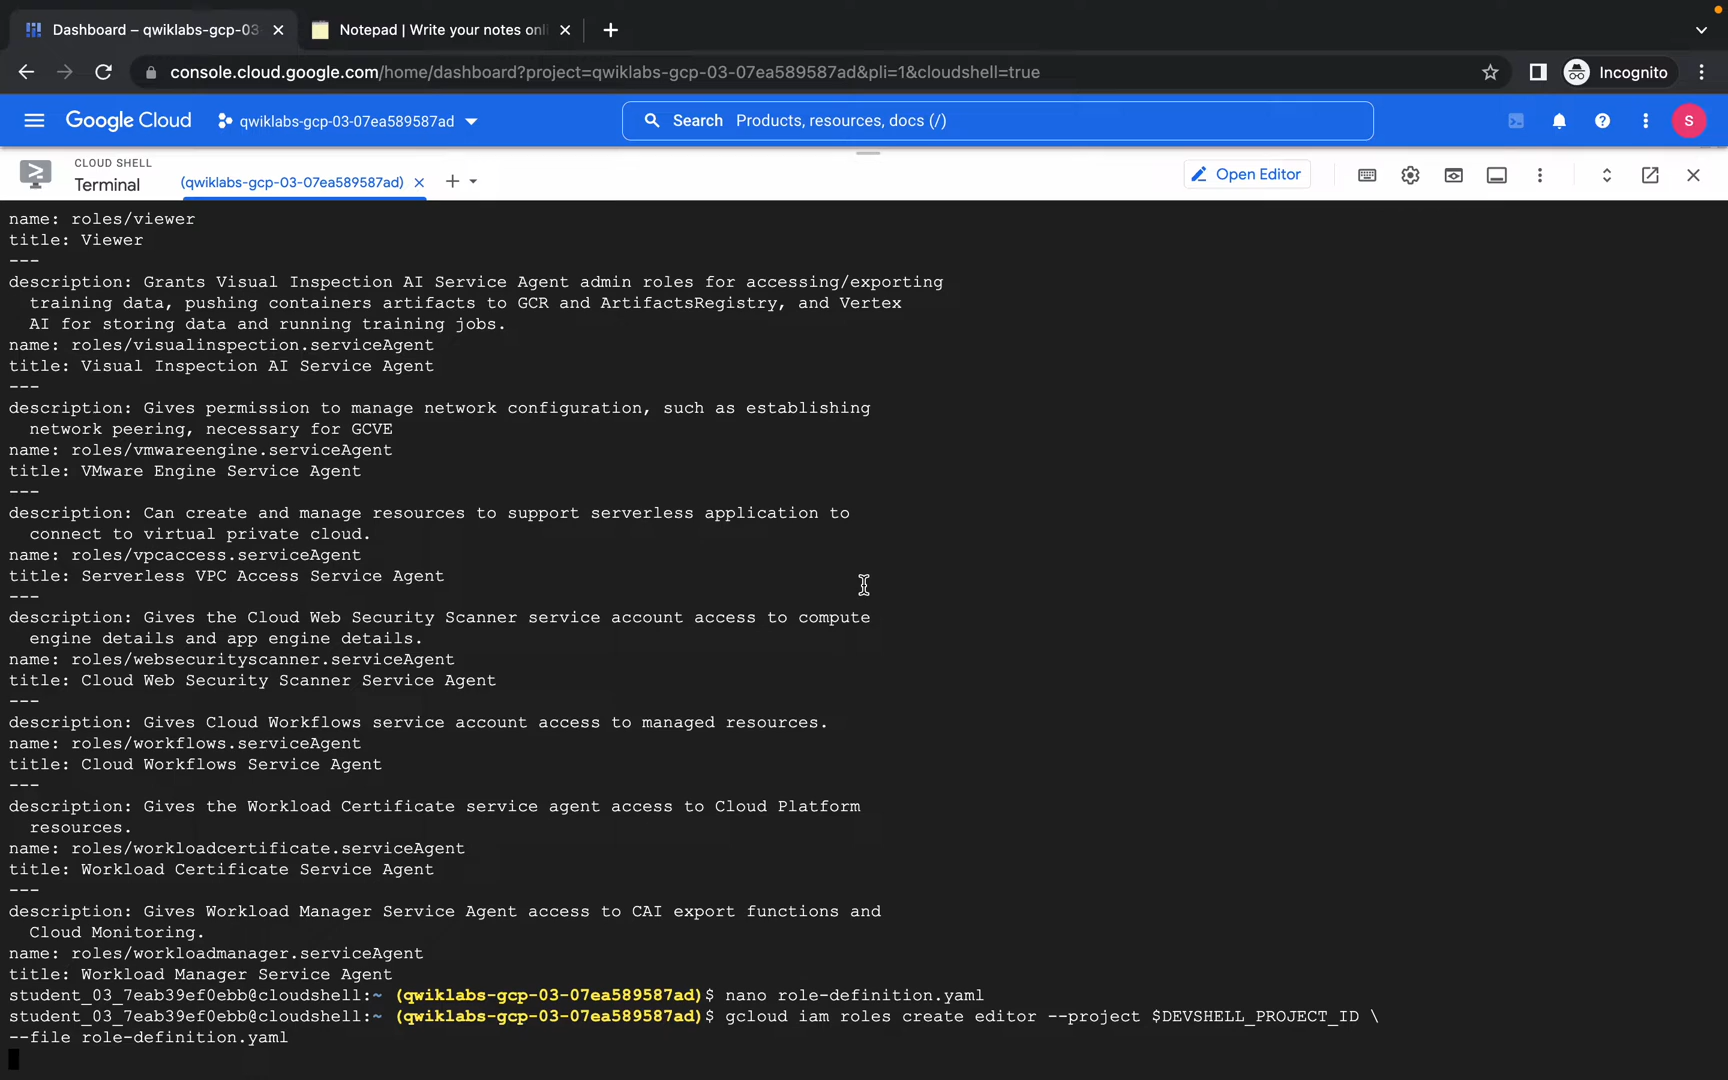 Dashboard – qwiklabs-gcp-03
Notepad | Write your notes onl
console.cloud.google.com/home/dashboard?project=qwiklabs-gcp-03-07ea589587ad&pli=1&cloudshell=true
Incognito
Google Cloud
qwiklabs-gcp-03-07ea589587ad
Search Products, resources, docs (/)
S
CLOUD SHELL
Terminal
(qwiklabs-gcp-03-07ea589587ad)
Open Editor
name: roles/viewer
title: Viewer
---
description: Grants Visual Inspection AI Service Agent admin roles for accessing/exporting
training data, pushing containers artifacts to GCR and ArtifactsRegistry, and Vertex
AI for storing data and running training jobs.
name: roles/visualinspection.serviceAgent
title: Visual Inspection AI Service Agent
---
description: Gives permission to manage network configuration, such as establishing
network peering, necessary for GCVE
name: roles/vmwareengine.serviceAgent
title: VMware Engine Service Agent
---
description: Can create and manage resources to support serverless application to
connect to virtual private cloud.
name: roles/vpcaccess.serviceAgent
title: Serverless VPC Access Service Agent
---
description: Gives the Cloud Web Security Scanner service account access to compute
engine details and app engine details.
name: roles/websecurityscanner.serviceAgent
title: Cloud Web Security Scanner Service Agent
---
description: Gives Cloud Workflows service account access to managed resources.
name: roles/workflows.serviceAgent
title: Cloud Workflows Service Agent
---
description: Gives the Workload Certificate service agent access to Cloud Platform
resources.
name: roles/workloadcertificate.serviceAgent
title: Workload Certificate Service Agent
---
description: Gives Workload Manager Service Agent access to CAI export functions and
Cloud Monitoring.
name: roles/workloadmanager.serviceAgent
title: Workload Manager Service Agent
student_03_7eab39ef0ebb@cloudshell:~ (qwiklabs-gcp-03-07ea589587ad)$ nano role-definition.yaml
student_03_7eab39ef0ebb@cloudshell:~ (qwiklabs-gcp-03-07ea589587ad)$ gcloud iam roles create editor --project $DEVSHELL_PROJECT_ID \
--file role-definition.yaml